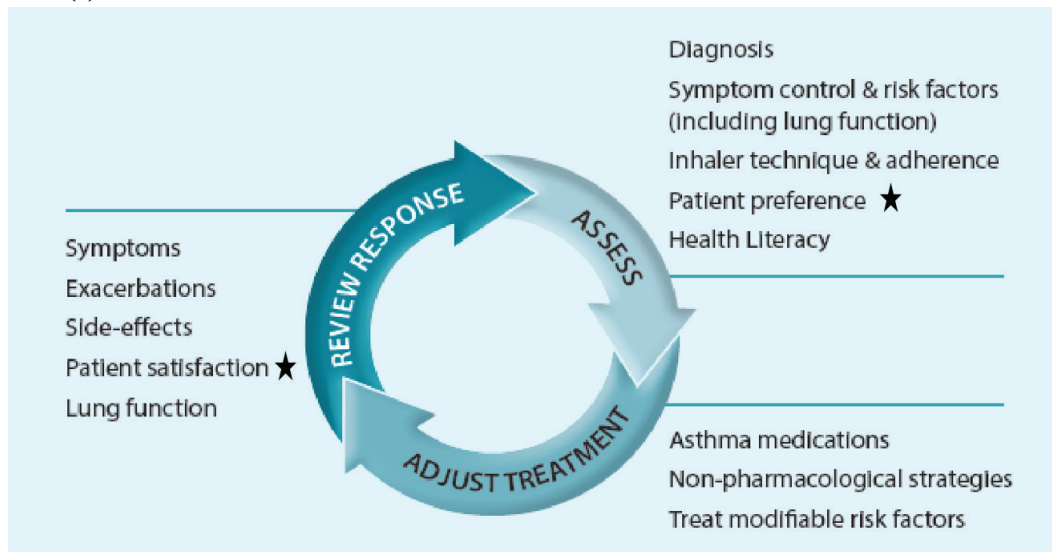 Diagnosis
Symptom control & risk factors
(including lung function)
Inhaler technique & adherence
Patient preference ★
Health Literacy
ASSESS
REVIEW RESPONSE
Symptoms
Exacerbations
Side-effects
Patient satisfaction ★
Lung function
ADJUST TREATMENT
Asthma medications
Non-pharmacological strategies
Treat modifiable risk factors